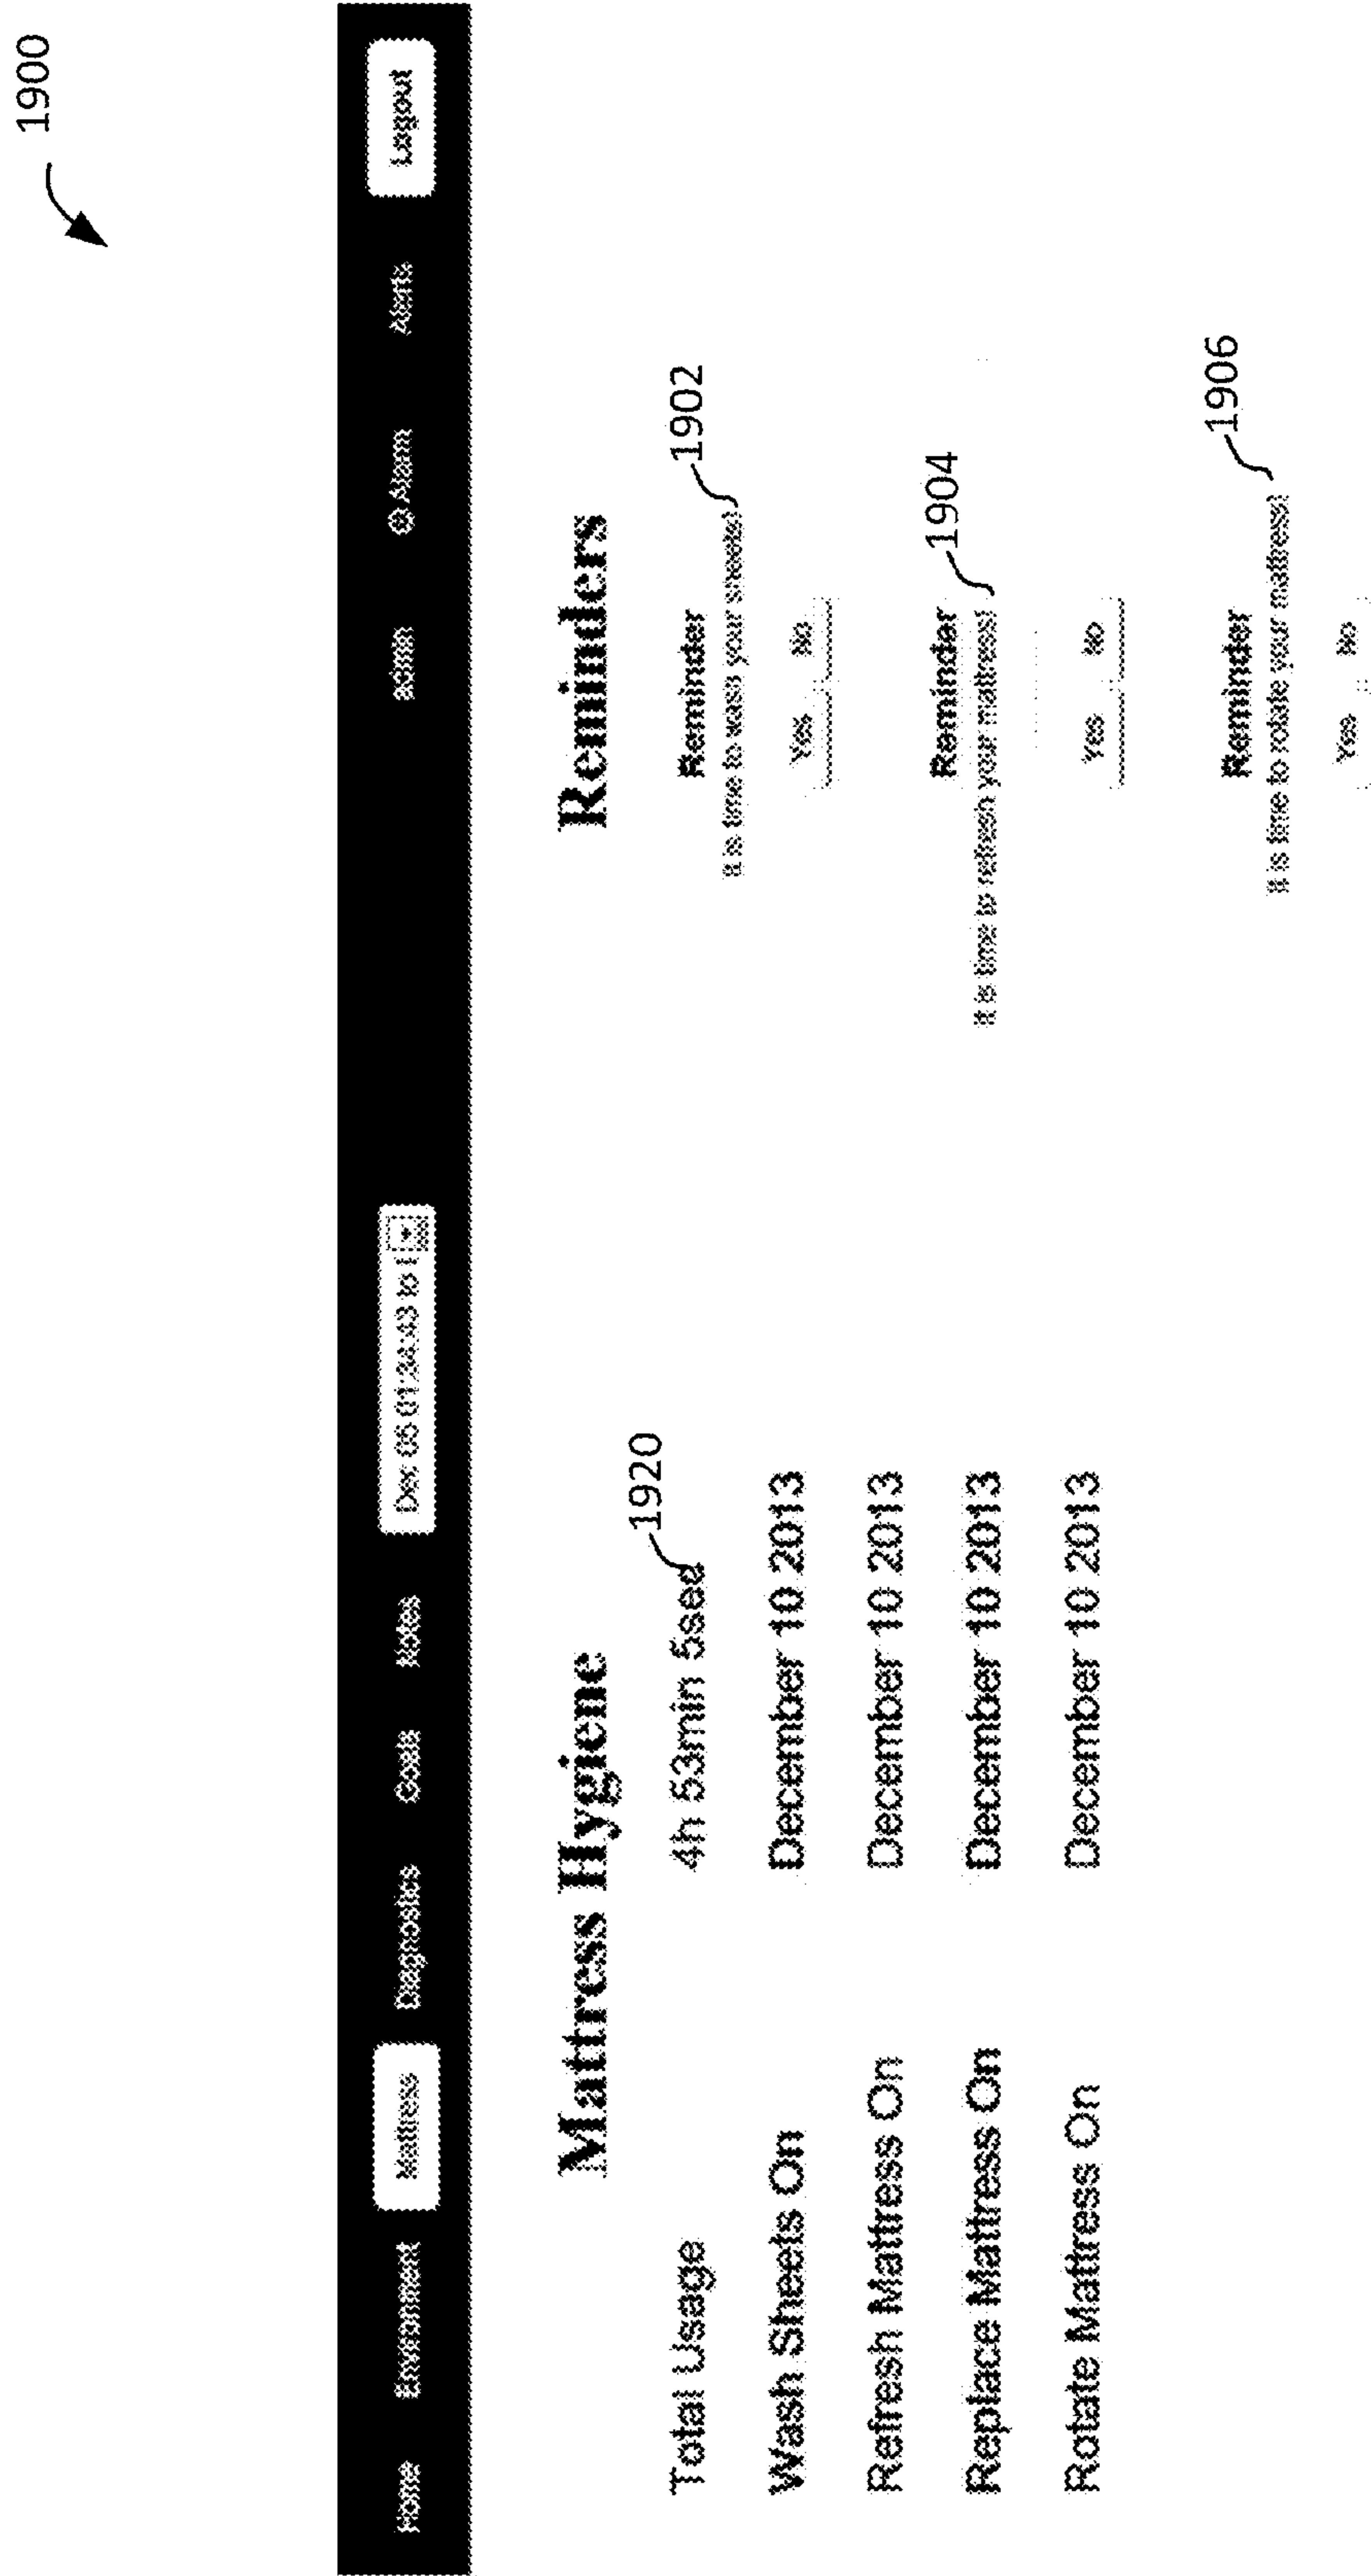 1900
Home Environment Mattress Diagnostics Goals Notes Dec 05 01:34:43 to admin Alarm Alerts Logout
Mattress Hygiene
1920
Total Usage 4h 53min 5sec
Wash Sheets On December 10 2013
Refresh Mattress On December 10 2013
Replace Mattress On December 10 2013
Rotate Mattress On December 10 2013
Reminders
Reminder
1902
It is time to wash your sheets!
Yes No
Reminder
1904
It is time to refresh your mattress!
Yes No
Reminder
1906
It is time to rotate your mattress!
Yes No